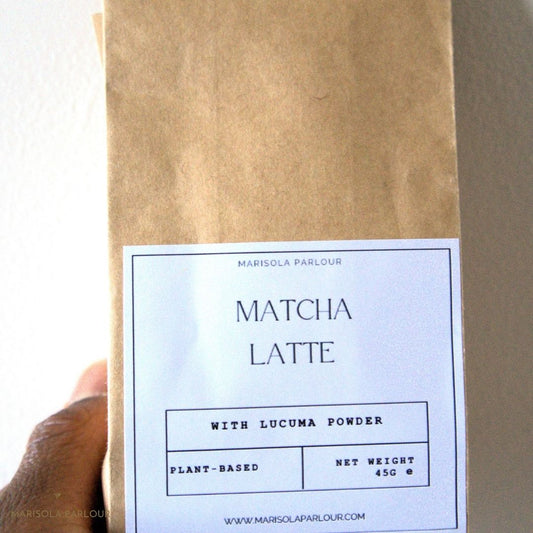 MARISOLA PARLOUR
MATCHA
LATTE
WITH LUCUMA POWDER
PLANT-BASED
NET WEIGHT
45G e
WWW.MARISOLAPARLOUR.COM
MARISOLA PARLOUR